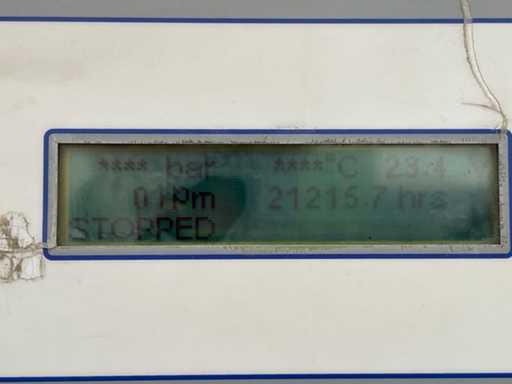 **** bar ****°C 23.4
0 rpm 21215.7 hrs
STOPPED